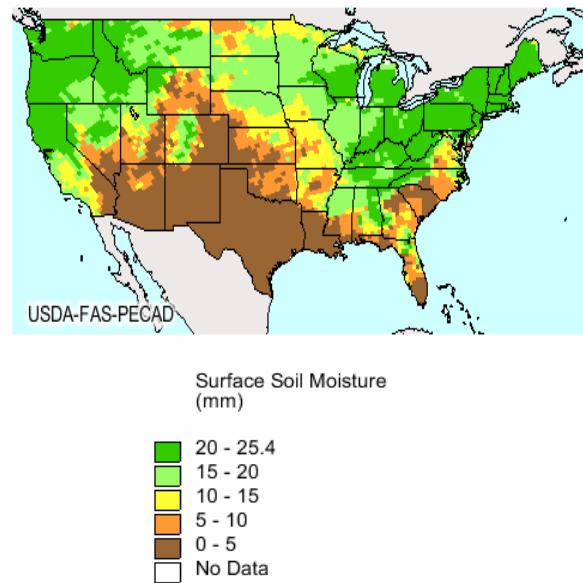 USDA-FAS-PECAD
Surface Soil Moisture
(mm)
20 - 25.4
15 - 20
10 - 15
5 - 10
0 - 5
No Data